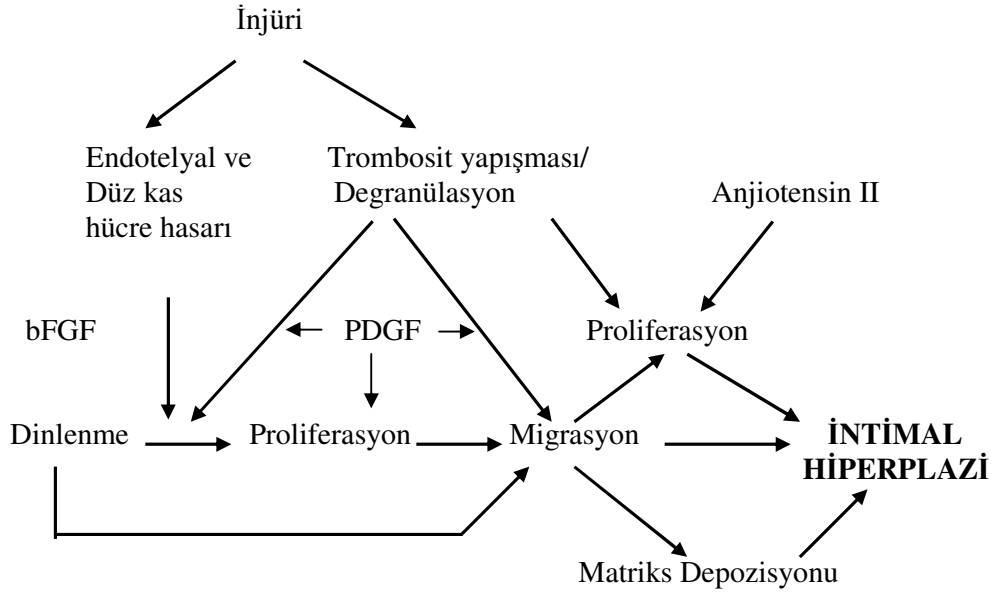 İnjüri
Endotelyal ve
Düz kas
hücre hasarı
Trombosit yapışması/
Degranülasyon
Anjiotensin II
bFGF
PDGF
Proliferasyon
Dinlenme
Proliferasyon
Migrasyon
İNTİMAL
HİPERPLAZİ
Matriks Depozisyonu